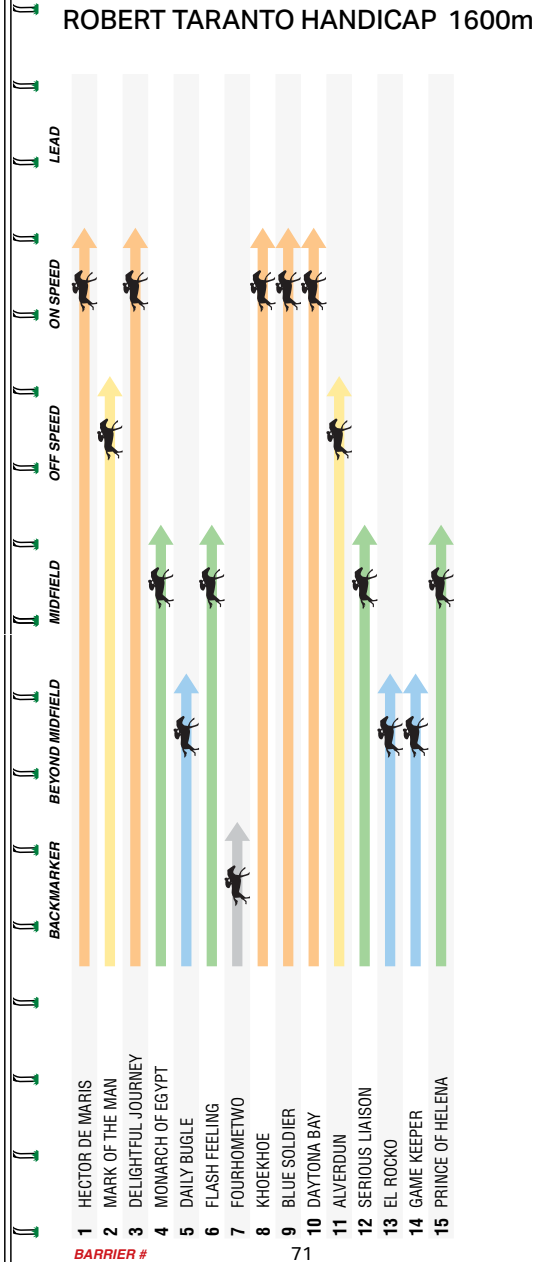 ROBERT TARANTO HANDICAP 1600m
LEAD
ON SPEED
OFF SPEED
MIDFIELD
BEYOND MIDFIELD
BACKMARKER
1 HECTOR DE MARIS
2 MARK OF THE MAN
3 DELIGHTFUL JOURNEY
4 MONARCH OF EGYPT
5 DAILY BUGLE
6 FLASH FEELING
7 FOURHOMETWO
8 KHOEKHOE
9 BLUE SOLDIER
10 DAYTONA BAY
11 ALVERDUN
12 SERIOUS LIAISON
13 EL ROCKO
14 GAME KEEPER
15 PRINCE OF HELENA
BARRIER #
71